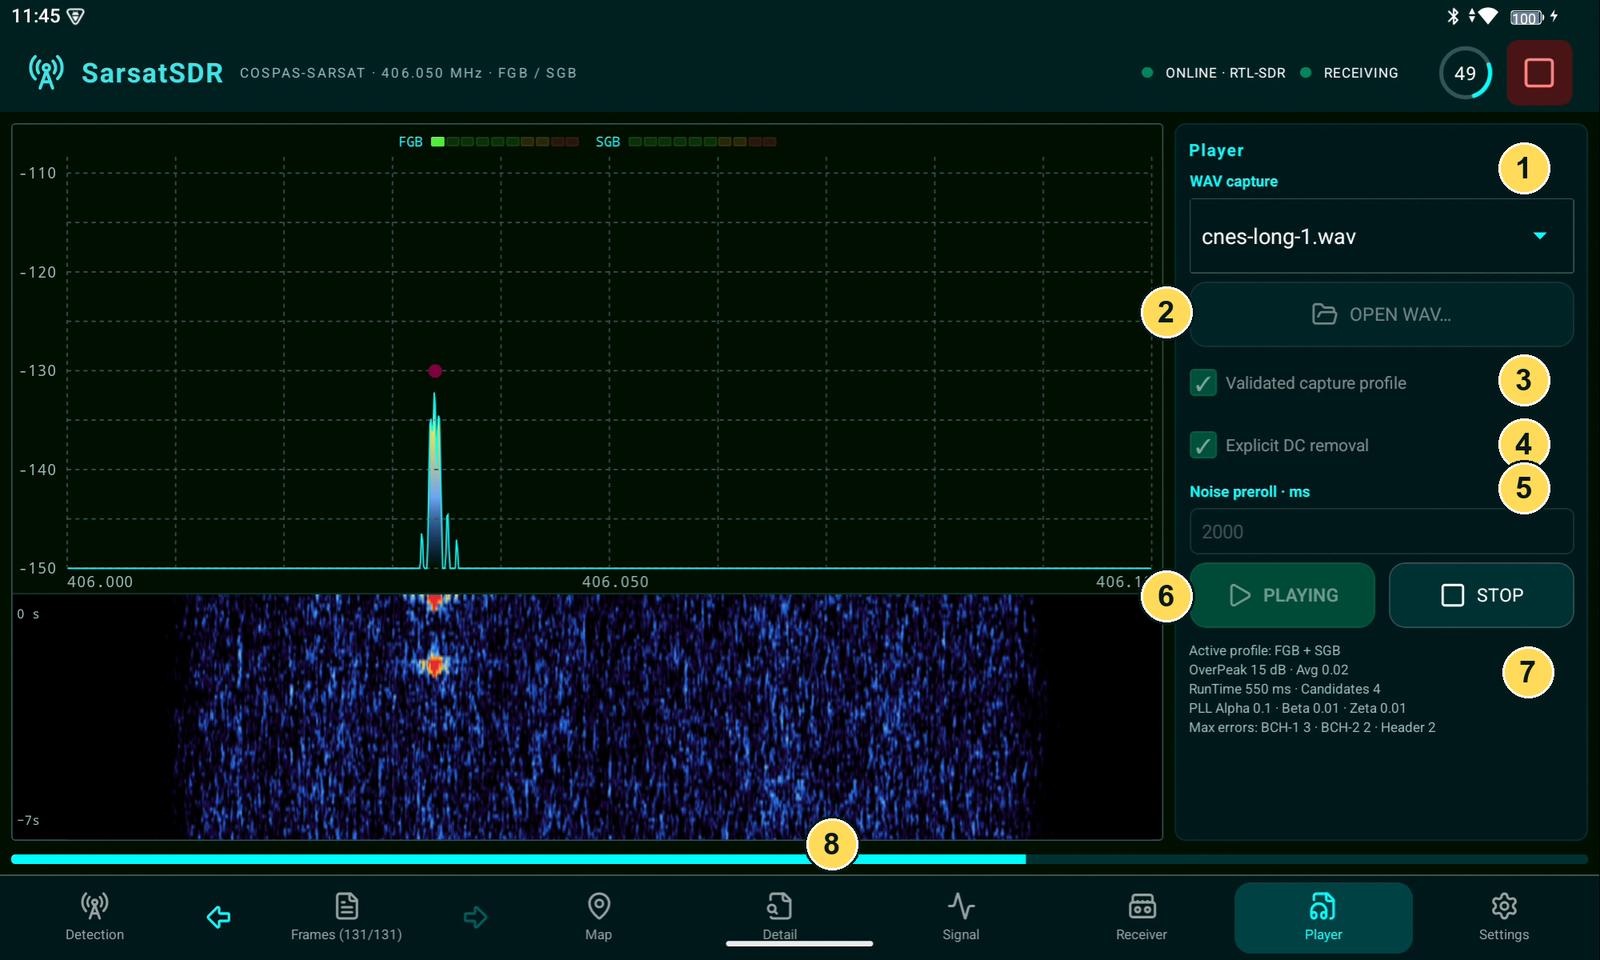 11:45
100
SarsatSDR
COSPAS-SARSAT · 406.050 MHz · FGB / SGB
ONLINE · RTL-SDR
RECEIVING
49
FGB
SGB
-110
-120
-130
-140
-150
406.000
406.050
0 s
-7s
Player
1
WAV capture
cnes-long-1.wav
2
OPEN WAV...
Validated capture profile
3
Explicit DC removal
4
Noise preroll · ms
5
2000
6
PLAYING
STOP
Active profile: FGB + SGB
OverPeak 15 dB · Avg 0.02
RunTime 550 ms · Candidates 4
PLL Alpha 0.1 · Beta 0.01 · Zeta 0.01
Max errors: BCH-1 3 · BCH-2 2 · Header 2
7
8
Detection
Frames (131/131)
Map
Detail
Signal
Receiver
Player
Settings